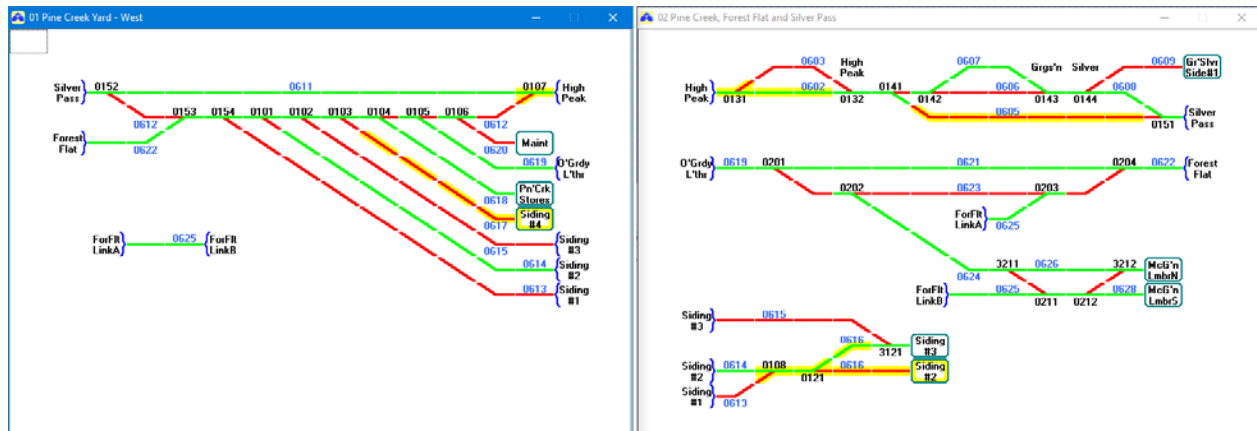 01 Pine Creek Yard - West
Silver
Pass
0152
0611
0107
High
Peak
0612
0153
0154
0101
0102
0103
0104
0105
0106
0612
Forest
Flat
0622
0620
Maint
0619
O'Grdy
L'thr
0618
Pn'Crk
Stores
0617
Siding
#4
ForFlt
LinkA
0625
ForFlt
LinkB
0615
Siding
#3
0614
Siding
#2
0613
Siding
#1
02 Pine Creek, Forest Flat and Silver Pass
0603
High
Peak
0607
Grgs'n Silver
0609
Gr'Slvr
Side#1
High
Peak
0131
0602
0132
0141
0142
0606
0143
0144
0608
0605
0151
Silver
Pass
O'Grdy
L'thr
0619
0201
0621
0204
0622
Forest
Flat
0202
0623
0203
ForFlt
LinkA
0625
3211
0626
3212
McG'n
LmbrN
0624
ForFlt
LinkB
0625
0211
0212
0628
McG'n
LmbrS
Siding
#3
0615
0616
3121
Siding
#3
Siding
#2
0614
0108
0121
0616
Siding
#2
Siding
#1
0613